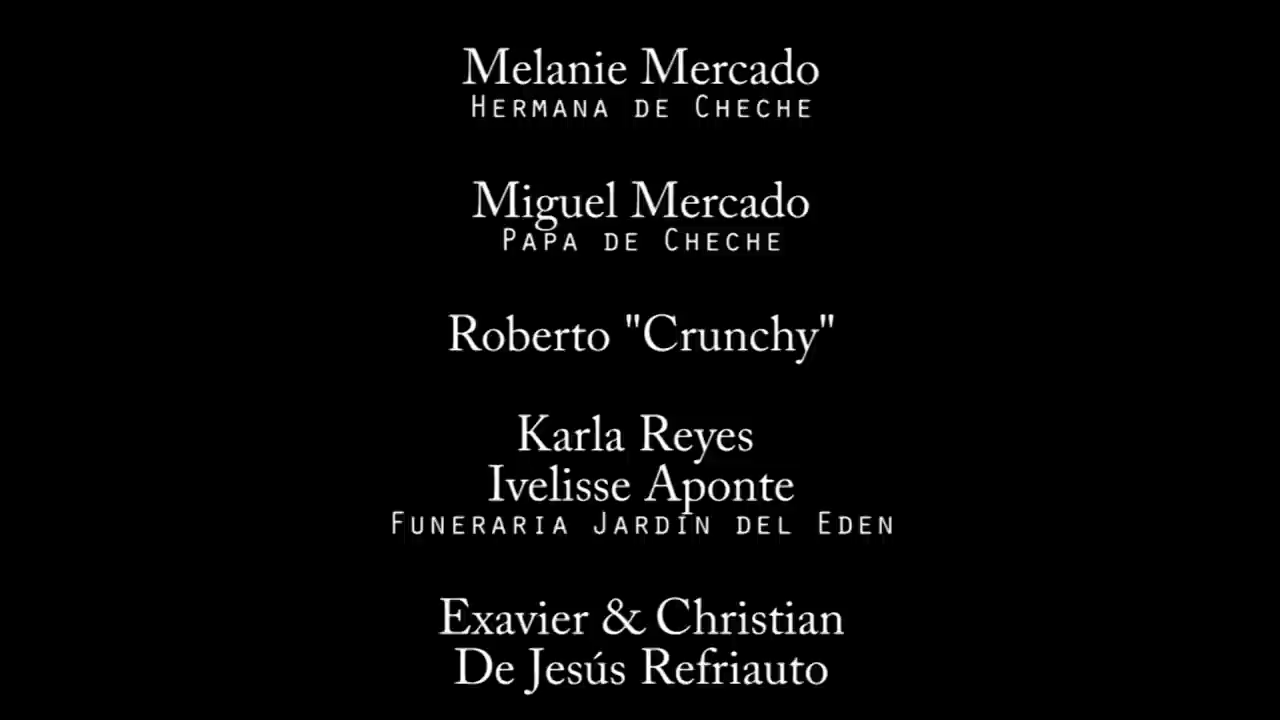 Melanie Mercado
Hermana de Cheche
Miguel Mercado
Papa de Cheche
Roberto "Crunchy"
Karla Reyes
Ivelisse Aponte
Funeraria Jardin del Eden
Exavier & Christian
De Jesús Refriauto